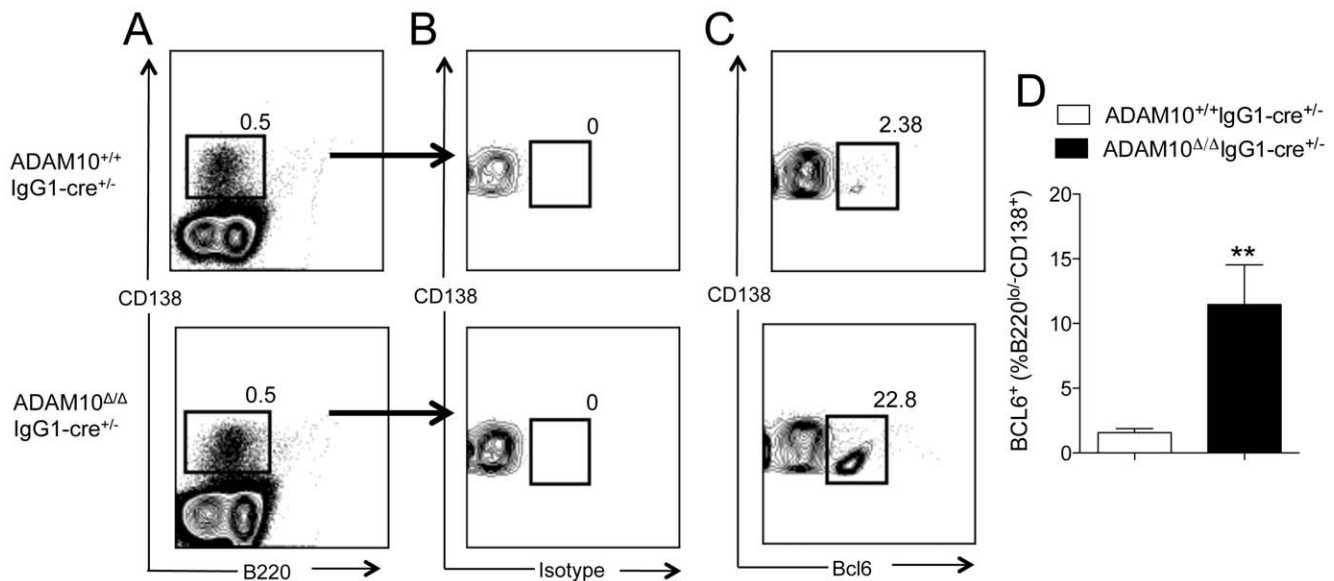 A
B
C
D
ADAM10+/+IgG1-cre+/-
ADAM10Δ/ΔIgG1-cre+/-
ADAM10+/+
IgG1-cre+/-
0.5
0
2.38
CD138
CD138
CD138
ADAM10Δ/Δ
IgG1-cre+/-
0.5
0
22.8
B220
Isotype
Bcl6
BCL6+ (%B220lo/-CD138+)
20
15
10
5
0
**